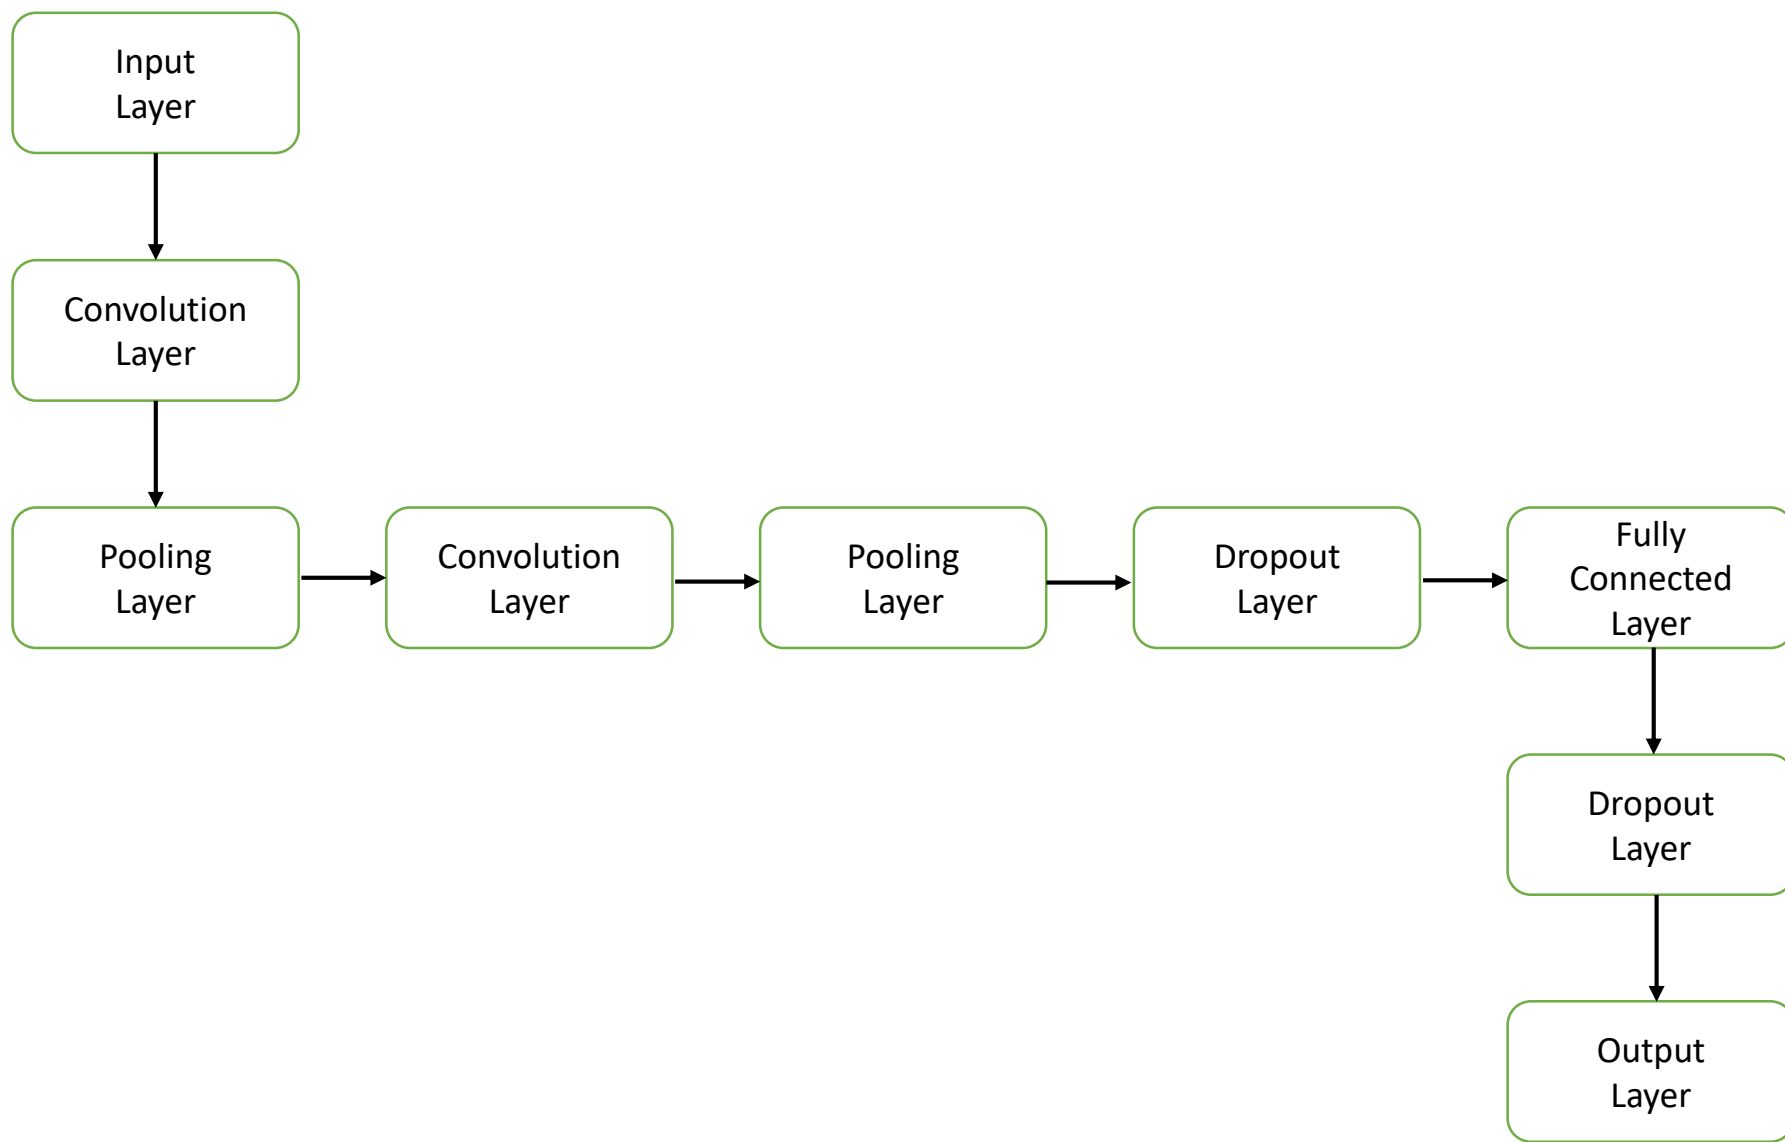 Input
Layer
Convolution
Layer
Pooling
Layer
Convolution
Layer
Pooling
Layer
Dropout
Layer
Fully
Connected
Layer
Dropout
Layer
Output
Layer